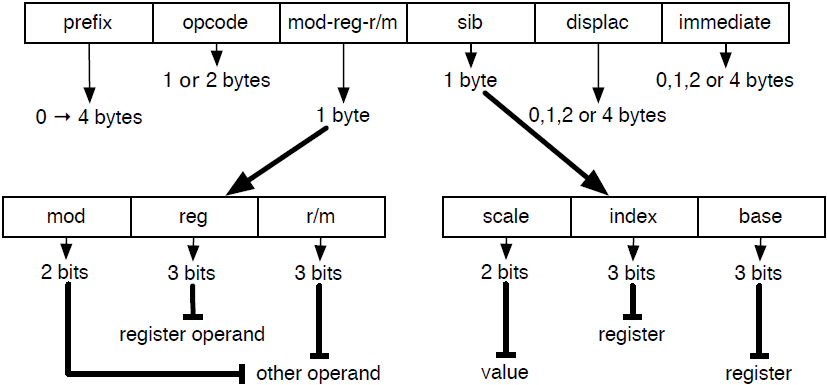 prefix opcode mod-reg-r/m sib displac immediate
1 or 2 bytes 1 byte 0,1,2 or 4 bytes
0 → 4 bytes 1 byte 0,1,2 or 4 bytes
mod reg r/m scale index base
2 bits 3 bits 3 bits 2 bits 3 bits 3 bits
register operand register
other operand value register